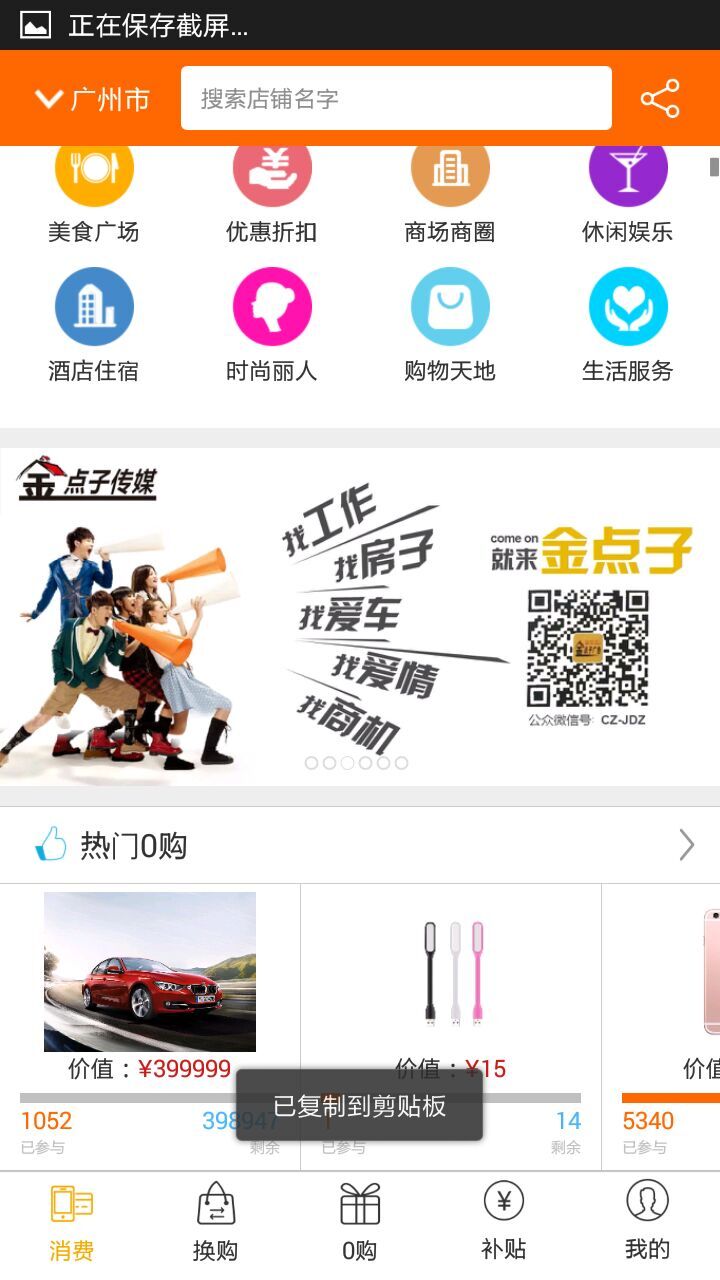 正在保存截屏...
广州市
搜索店铺名字
美食广场 优惠折扣 商场商圈 休闲娱乐
酒店住宿 时尚丽人 购物天地 生活服务
金点子传媒
找工作
找房子
找爱车
找爱情
找商机
come on
就来金点子
金点子广告
公众微信号: CZ-JDZ
热门0购
价值：¥399999 价值：¥15 价值
1052 398947 1 14 5340
已参与 剩余 已参与 剩余 已参与
已复制到剪贴板
消费 换购 0购 补贴 我的